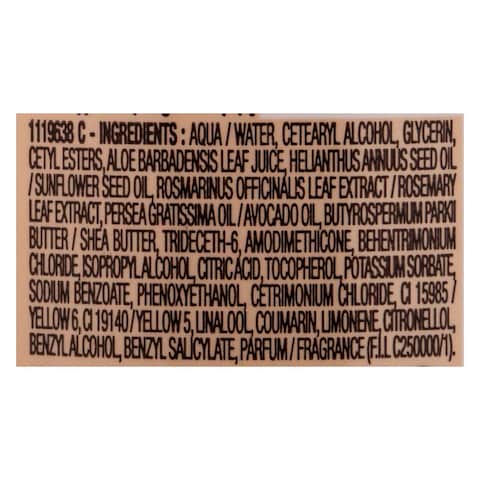 1119638 C - INGREDIENTS : AQUA / WATER, CETEARYL ALCOHOL, GLYCERIN,
CETYL ESTERS, ALOE BARBADENSIS LEAF JUICE, HELIANTHUS ANNUUS SEED OIL
/ SUNFLOWER SEED OIL, ROSMARINUS OFFICINALIS LEAF EXTRACT / ROSEMARY
LEAF EXTRACT, PERSEA GRATISSIMA OIL / AVOCADO OIL, BUTYROSPERMUM PARKII
BUTTER / SHEA BUTTER, TRIDECETH-6, AMODIMETHICONE, BEHENTRIMONIUM
CHLORIDE, ISOPROPYL ALCOHOL, CITRIC ACID, TOCOPHEROL, POTASSIUM SORBATE,
SODIUM BENZOATE, PHENOXYETHANOL, CETRIMONIUM CHLORIDE, CI 15985 /
YELLOW 6, CI 19140 / YELLOW 5, LINALOOL, COUMARIN, LIMONENE, CITRONELLOL,
BENZYL ALCOHOL, BENZYL SALICYLATE, PARFUM / FRAGRANCE (F.I.L. C250000/1).